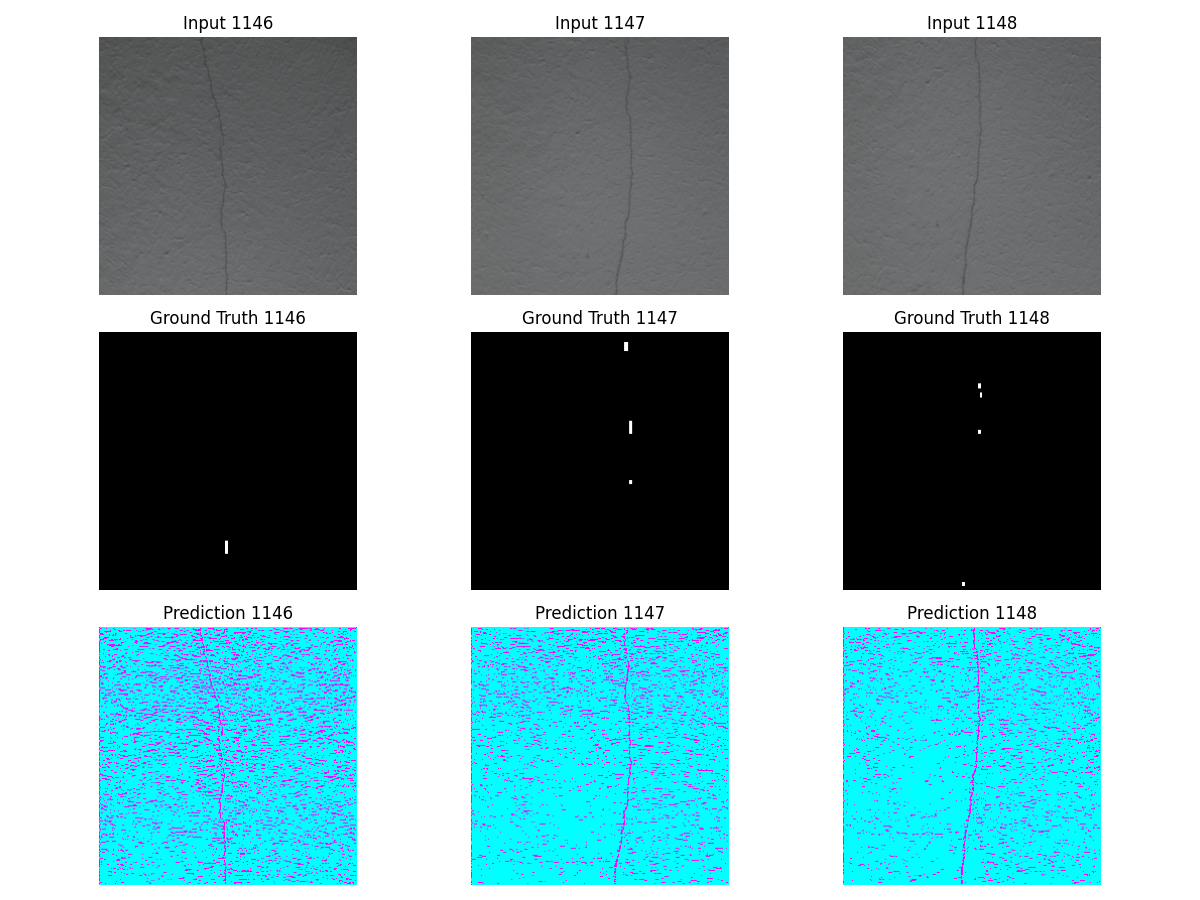 Input 1146
Input 1147
Input 1148
Ground Truth 1146
Ground Truth 1147
Ground Truth 1148
Prediction 1146
Prediction 1147
Prediction 1148